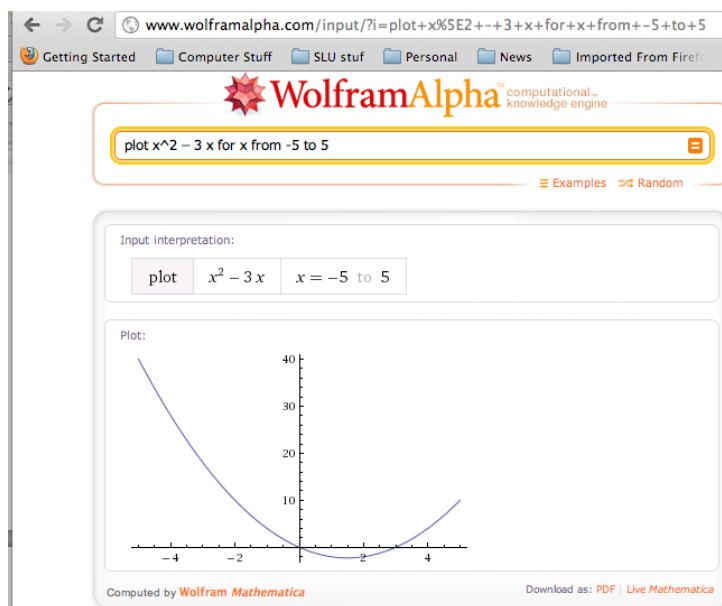 www.wolframalpha.com/input/?i=plot+x%5E2+-+3+x+for+x+from+-5+to+5
Getting Started Computer Stuff SLU stuf Personal News Imported From Firef
WolframAlpha™ computational... knowledge engine
plot x^2 – 3 x for x from -5 to 5
Examples Random
Input interpretation:
plot x² − 3 x x = −5 to 5
Plot:
40
30
20
10
−4 −2 2 4
Computed by Wolfram Mathematica Download as: PDF | Live Mathematica